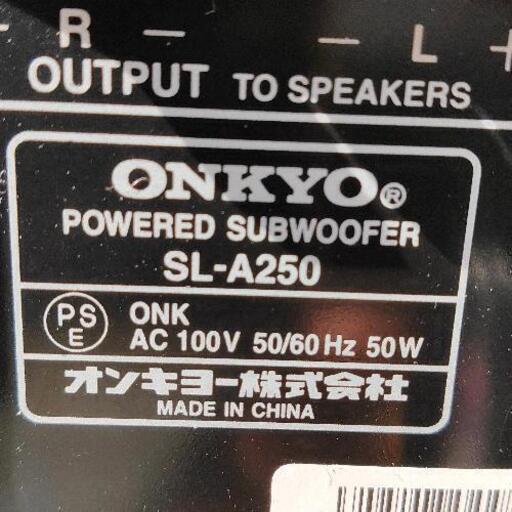 R – – L +
OUTPUT TO SPEAKERS
ONKYO®
POWERED SUBWOOFER
SL-A250
PS
E
ONK
AC 100V 50/60 Hz 50W
オンキヨー株式会社
MADE IN CHINA